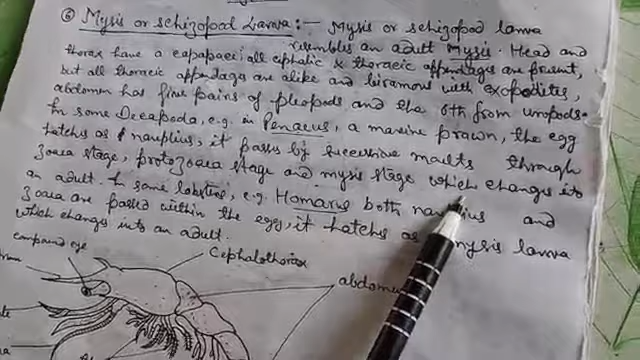 ⑥ Mysis or schizopod Larva :- Mysis or schizopod larva
resembles an adult Mysis. Head and
thorax have a capapace; all cephalic & thoracic appendages are present,
but all thoracic appendages are alike and biramous with exopodites,
abdomen has five pairs of pleopods and the 6th from uropods.
In some Decapoda, e.g. in Penaeus, a marine prawn, the egg
hatches as nauplius, it passes by successive moults through
zoaea stage, protozoaea stage and mysis stage which changes into
an adult. In some lobsters, e.g. Homarus both and
zoaea are passed within the egg, it hatches as mysis larva
which changes into an adult.
compound eye
Cephalothorax